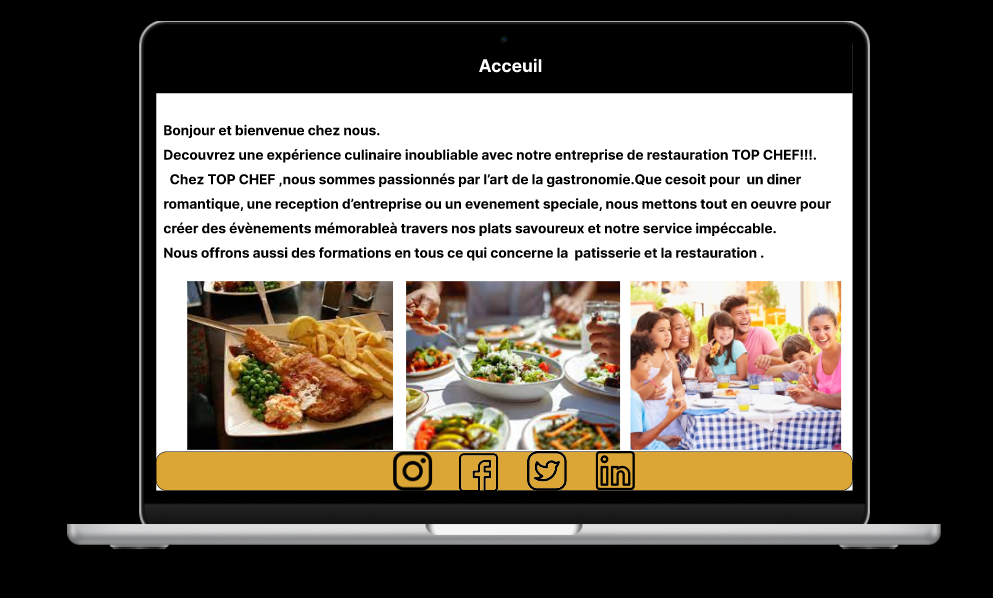 Acceuil
Bonjour et bienvenue chez nous.
Decouvrez une expérience culinaire inoubliable avec notre entreprise de restauration TOP CHEF!!!.
Chez TOP CHEF ,nous sommes passionnés par l'art de la gastronomie.Que cesoit pour  un diner
romantique, une reception d'entreprise ou un evenement speciale, nous mettons tout en oeuvre pour
créer des évènements mémorableà travers nos plats savoureux et notre service impéccable.
Nous offrons aussi des formations en tous ce qui concerne la  patisserie et la restauration .